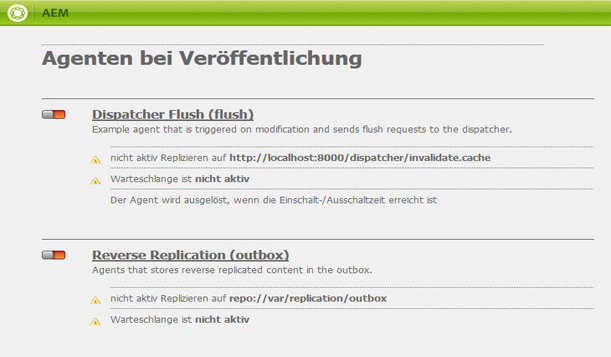 AEM
Agenten bei Veröffentlichung
Dispatcher Flush (flush)
Example agent that is triggered on modification and sends flush requests to the dispatcher.
nicht aktiv Replizieren auf http://localhost:8000/dispatcher/invalidate.cache
Warteschlange ist nicht aktiv
Der Agent wird ausgelöst, wenn die Einschalt-/Ausschaltzeit erreicht ist
Reverse Replication (outbox)
Agents that stores reverse replicated content in the outbox.
nicht aktiv Replizieren auf repo://var/replication/outbox
Warteschlange ist nicht aktiv